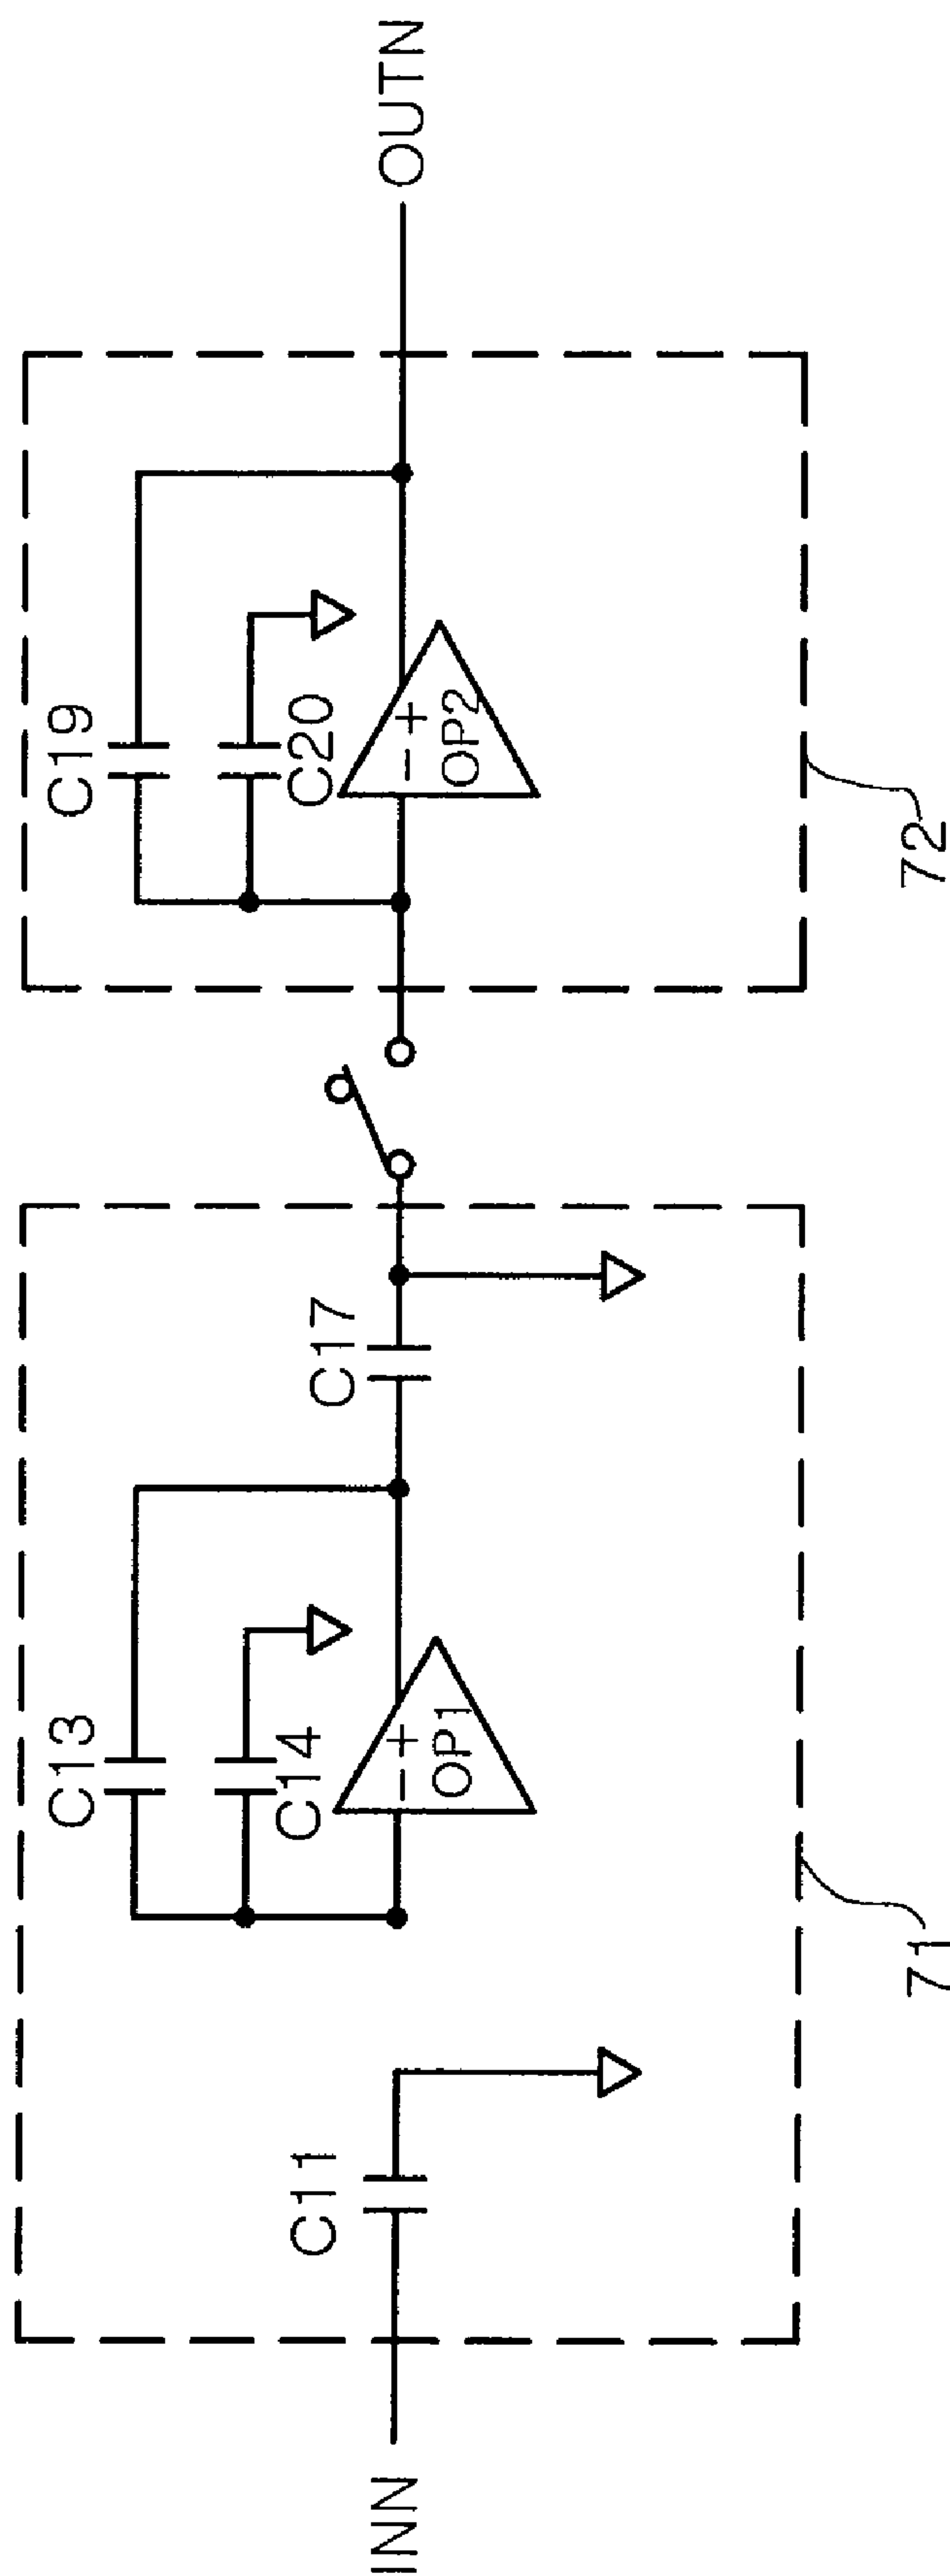 INN
C11
C13
C14
− +
OP1
C17
71
C19
C20
− +
OP2
72
OUTN